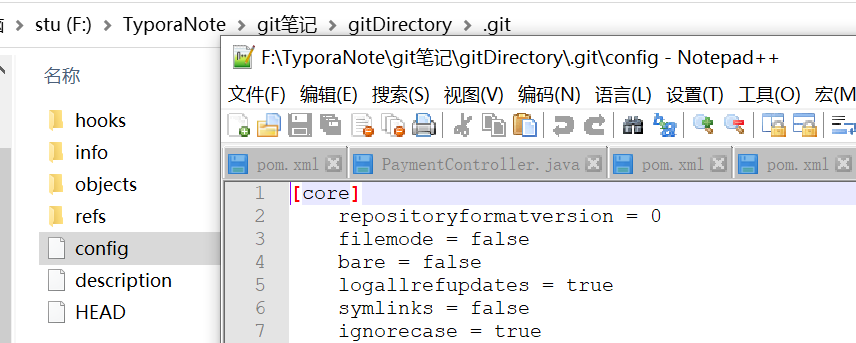 stu (F:) > TyporaNote > git笔记 > gitDirectory > .git
名称
hooks
info
objects
refs
config
description
HEAD
F:\TyporaNote\git笔记\gitDirectory\.git\config - Notepad++
文件(F) 编辑(E) 搜索(S) 视图(V) 编码(N) 语言(L) 设置(T) 工具(O) 宏(M
pom.xml PaymentController.java pom.xml pom.xml
1 [core]
2 repositoryformatversion = 0
3 filemode = false
4 bare = false
5 logallrefupdates = true
6 symlinks = false
7 ignorecase = true